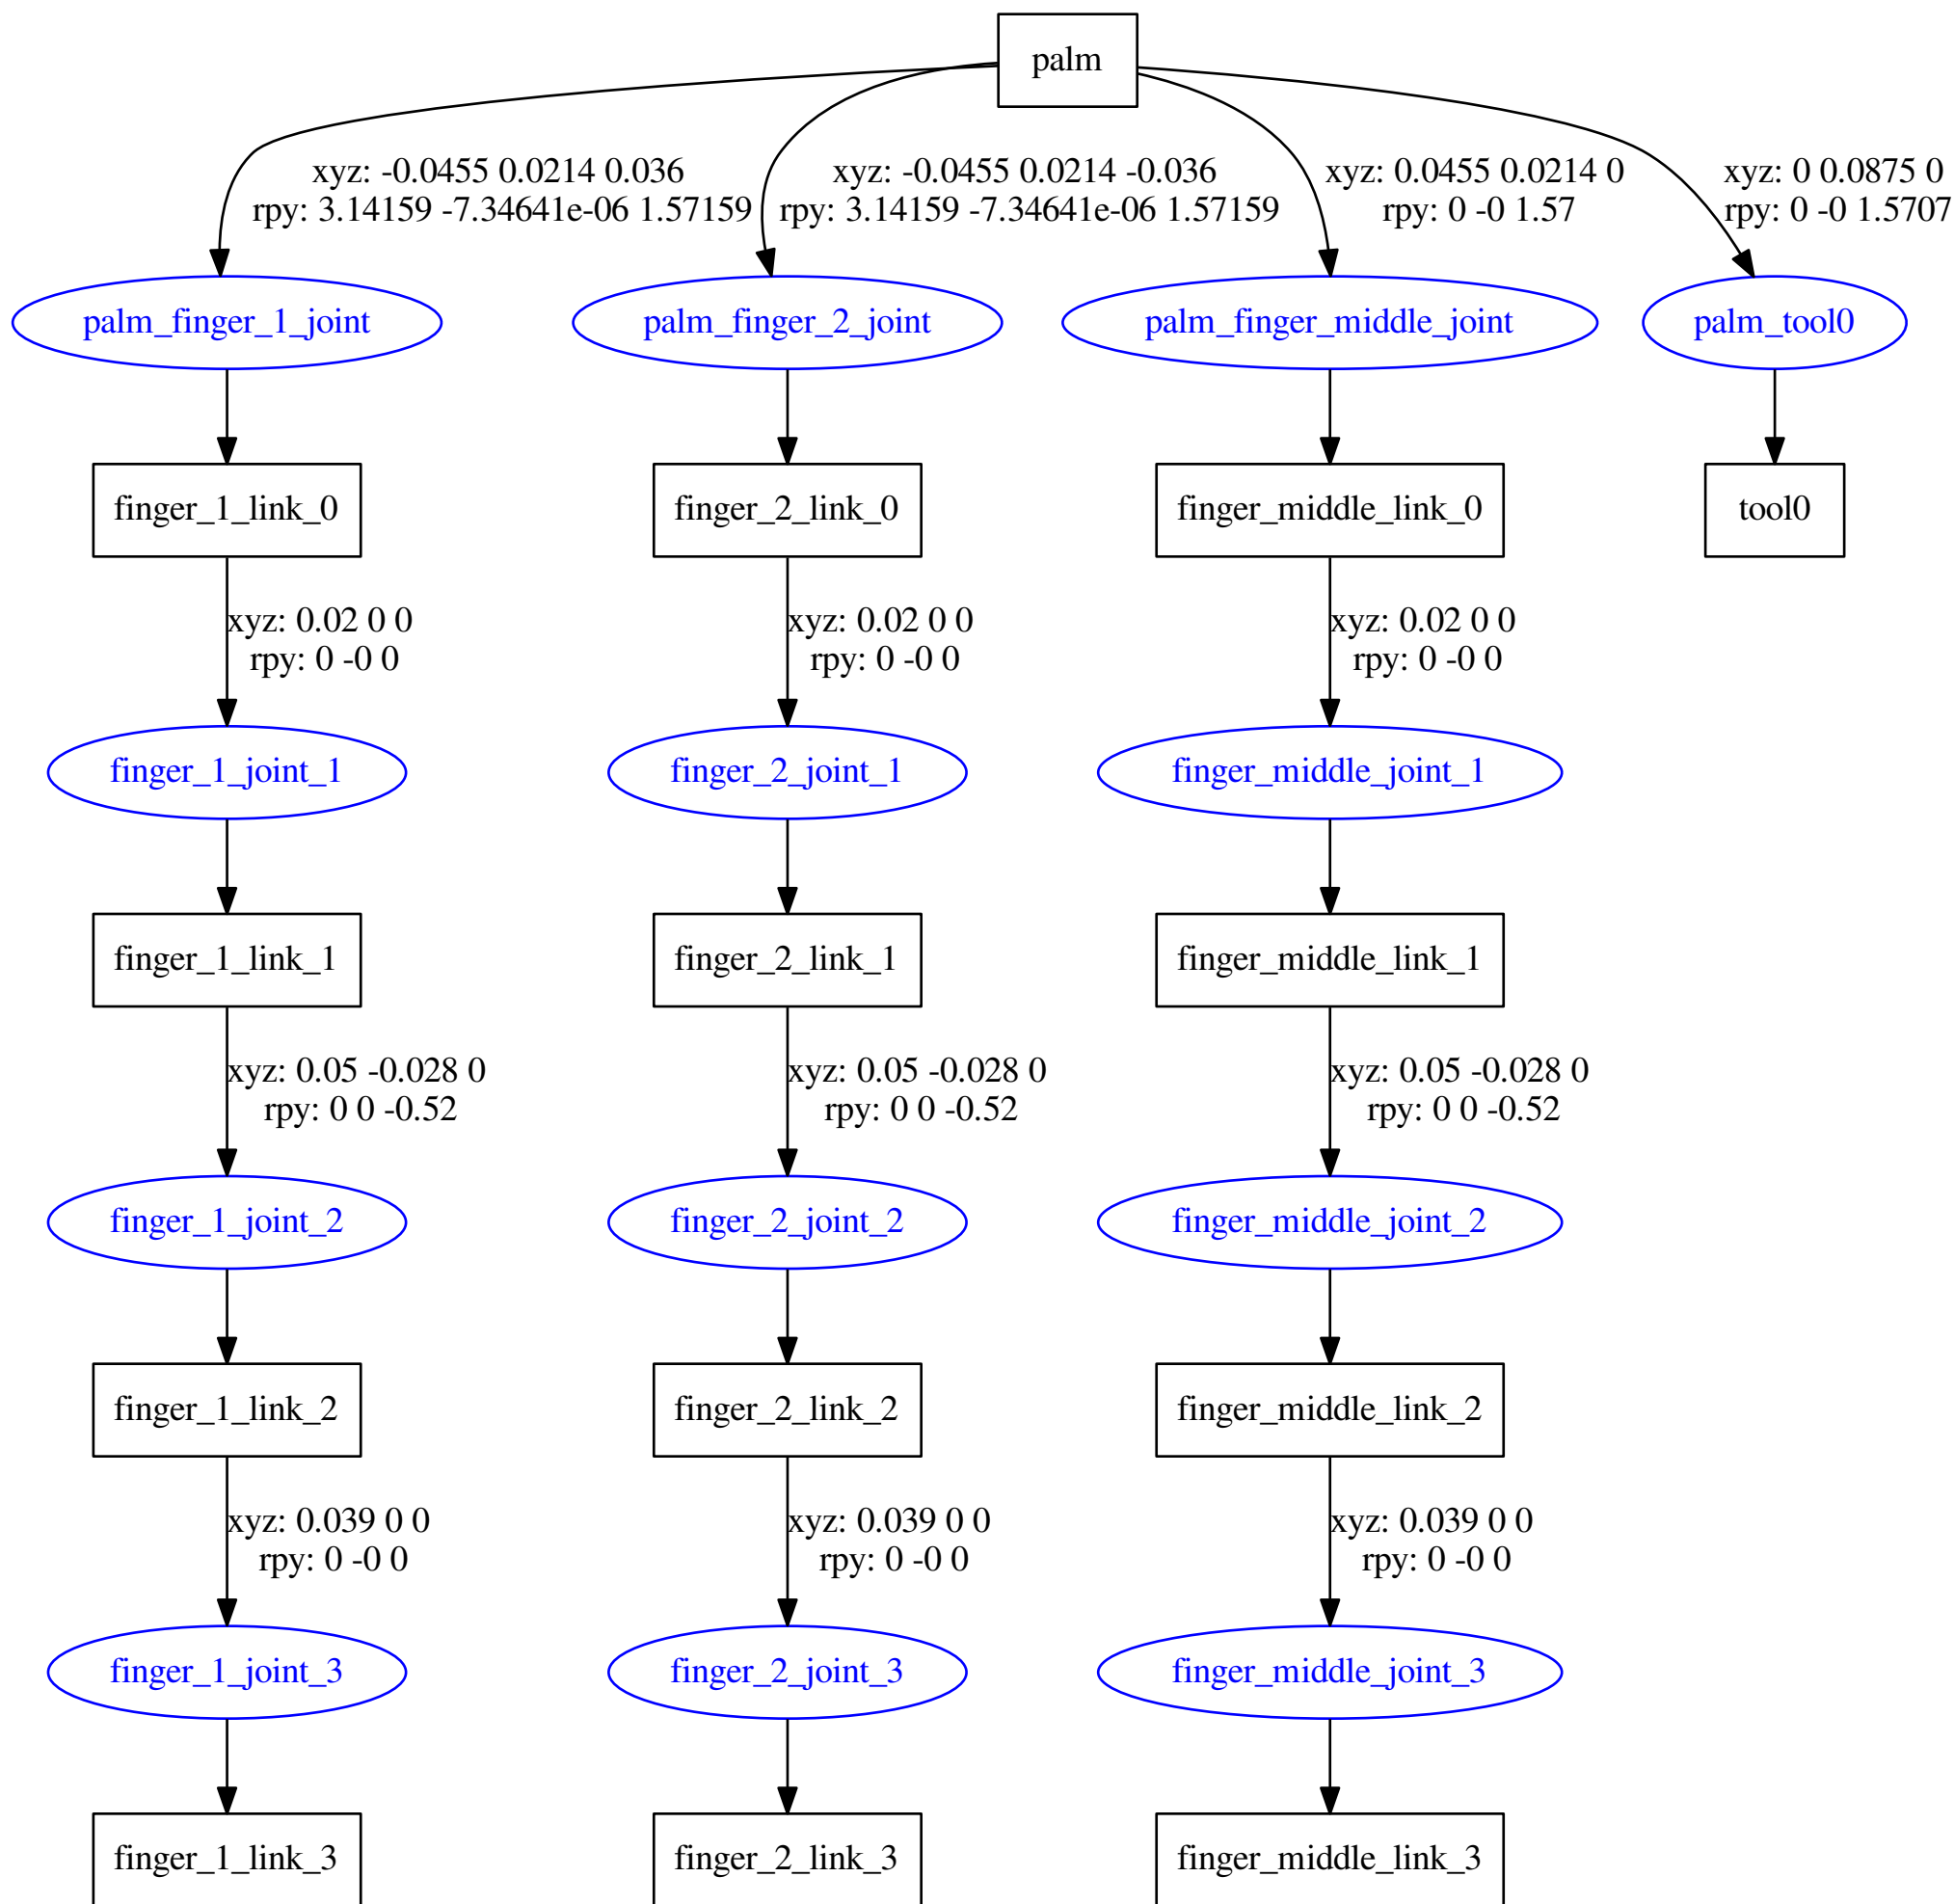 palm
xyz: -0.0455 0.0214 0.036
rpy: 3.14159 -7.34641e-06 1.57159
xyz: -0.0455 0.0214 -0.036
rpy: 3.14159 -7.34641e-06 1.57159
xyz: 0.0455 0.0214 0
rpy: 0 -0 1.57
xyz: 0 0.0875 0
rpy: 0 -0 1.5707
palm_finger_1_joint
palm_finger_2_joint
palm_finger_middle_joint
palm_tool0
finger_1_link_0
finger_2_link_0
finger_middle_link_0
tool0
xyz: 0.02 0 0
rpy: 0 -0 0
xyz: 0.02 0 0
rpy: 0 -0 0
xyz: 0.02 0 0
rpy: 0 -0 0
finger_1_joint_1
finger_2_joint_1
finger_middle_joint_1
finger_1_link_1
finger_2_link_1
finger_middle_link_1
xyz: 0.05 -0.028 0
rpy: 0 0 -0.52
xyz: 0.05 -0.028 0
rpy: 0 0 -0.52
xyz: 0.05 -0.028 0
rpy: 0 0 -0.52
finger_1_joint_2
finger_2_joint_2
finger_middle_joint_2
finger_1_link_2
finger_2_link_2
finger_middle_link_2
xyz: 0.039 0 0
rpy: 0 -0 0
xyz: 0.039 0 0
rpy: 0 -0 0
xyz: 0.039 0 0
rpy: 0 -0 0
finger_1_joint_3
finger_2_joint_3
finger_middle_joint_3
finger_1_link_3
finger_2_link_3
finger_middle_link_3